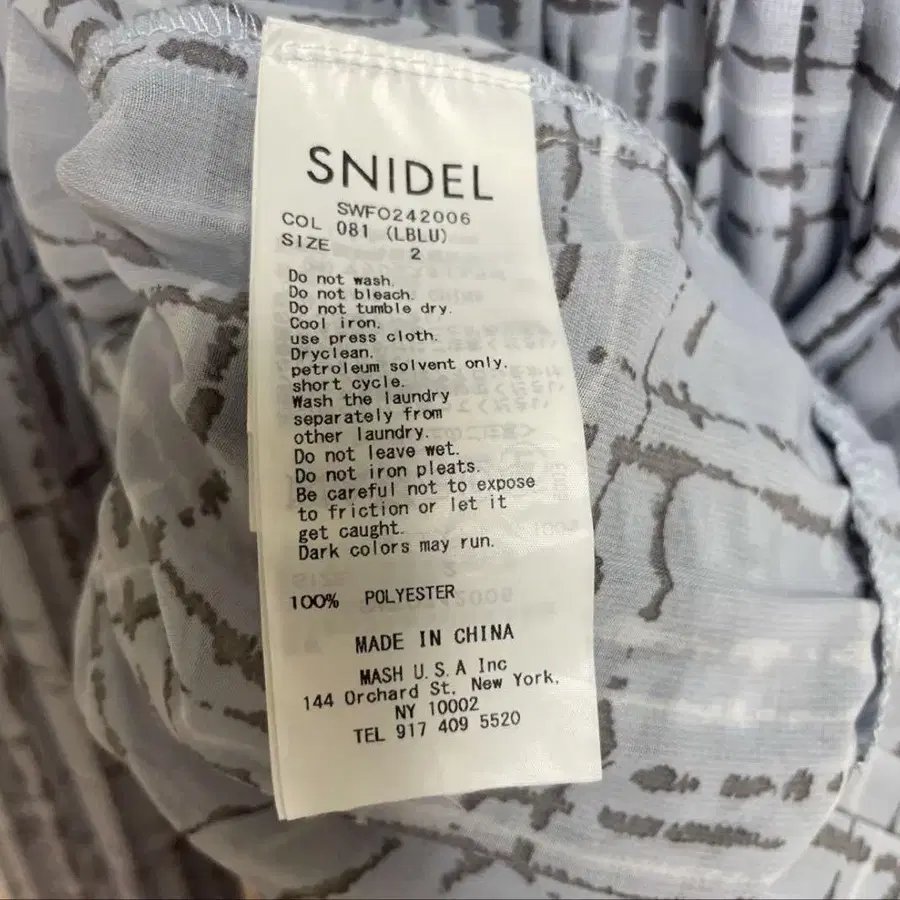 SNIDEL
SWFO242006
COL 081 (LBLU)
SIZE 2
Do not wash.
Do not bleach.
Do not tumble dry.
Cool iron.
use press cloth.
Dryclean.
petroleum solvent only.
short cycle.
Wash the laundry
separately from
other laundry.
Do not leave wet.
Do not iron pleats.
Be careful not to expose
to friction or let it
get caught.
Dark colors may run.
100% POLYESTER
MADE IN CHINA
MASH U.S.A Inc
144 Orchard St. New York,
NY 10002
TEL 917 409 5520